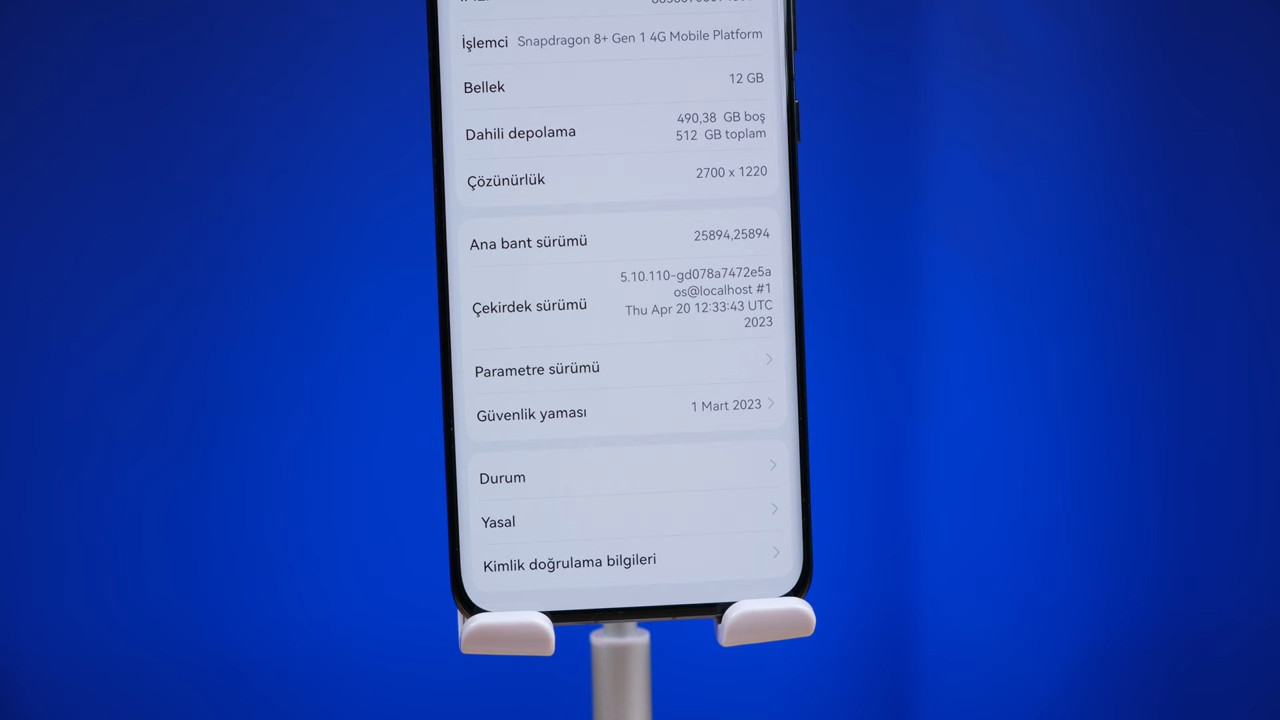 İşlemci Snapdragon 8+ Gen 1 4G Mobile Platform
Bellek 12 GB
Dahili depolama 490,38 GB boş
512 GB toplam
Çözünürlük 2700 x 1220
Ana bant sürümü 25894,25894
Çekirdek sürümü 5.10.110-gd078a7472e5a
os@localhost #1
Thu Apr 20 12:33:43 UTC
2023
Parametre sürümü
Güvenlik yaması 1 Mart 2023
Durum
Yasal
Kimlik doğrulama bilgileri